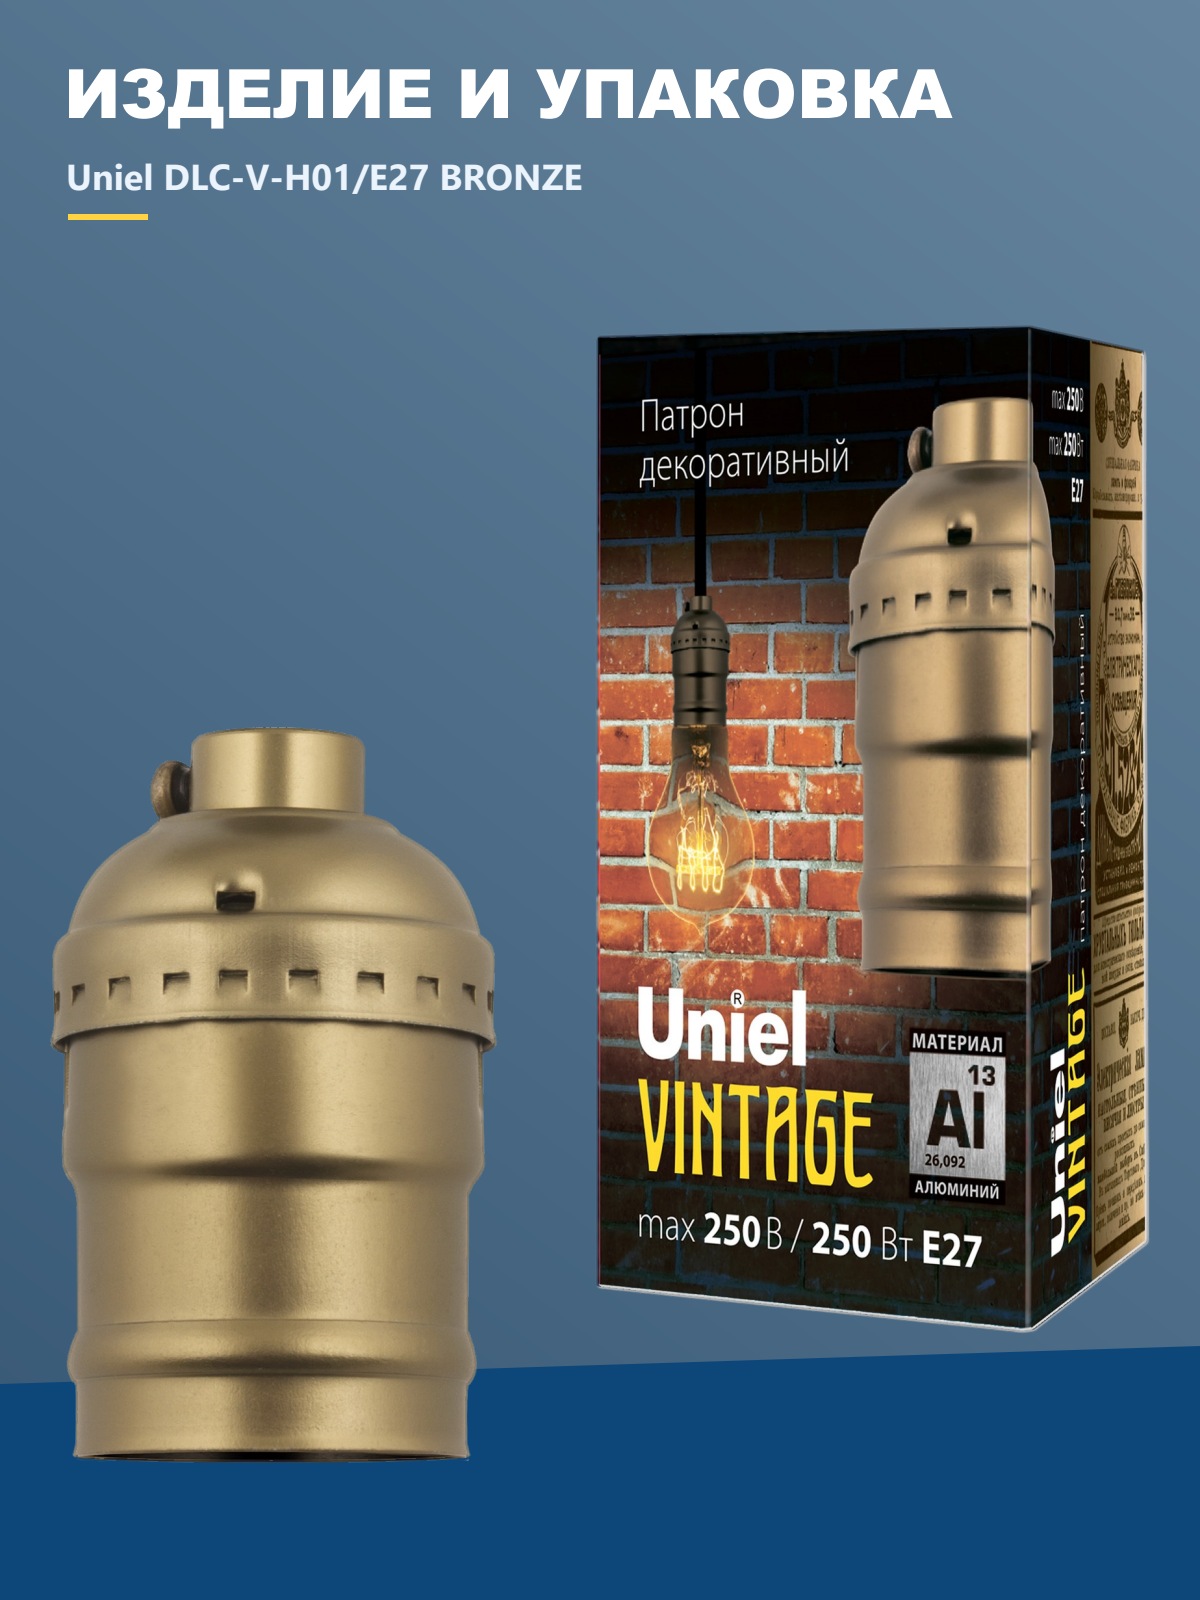 ИЗДЕЛИЕ И УПАКОВКА
Uniel DLC-V-H01/E27 BRONZE
Патрон
декоративный
Uniel®
VINTAGE
max 250 В / 250 Вт E27
МАТЕРИАЛ
13
Al
26,092
АЛЮМИНИЙ
max 250 В
max 250 Вт
E27
патрон декоративный
Uniel
VINTAGE